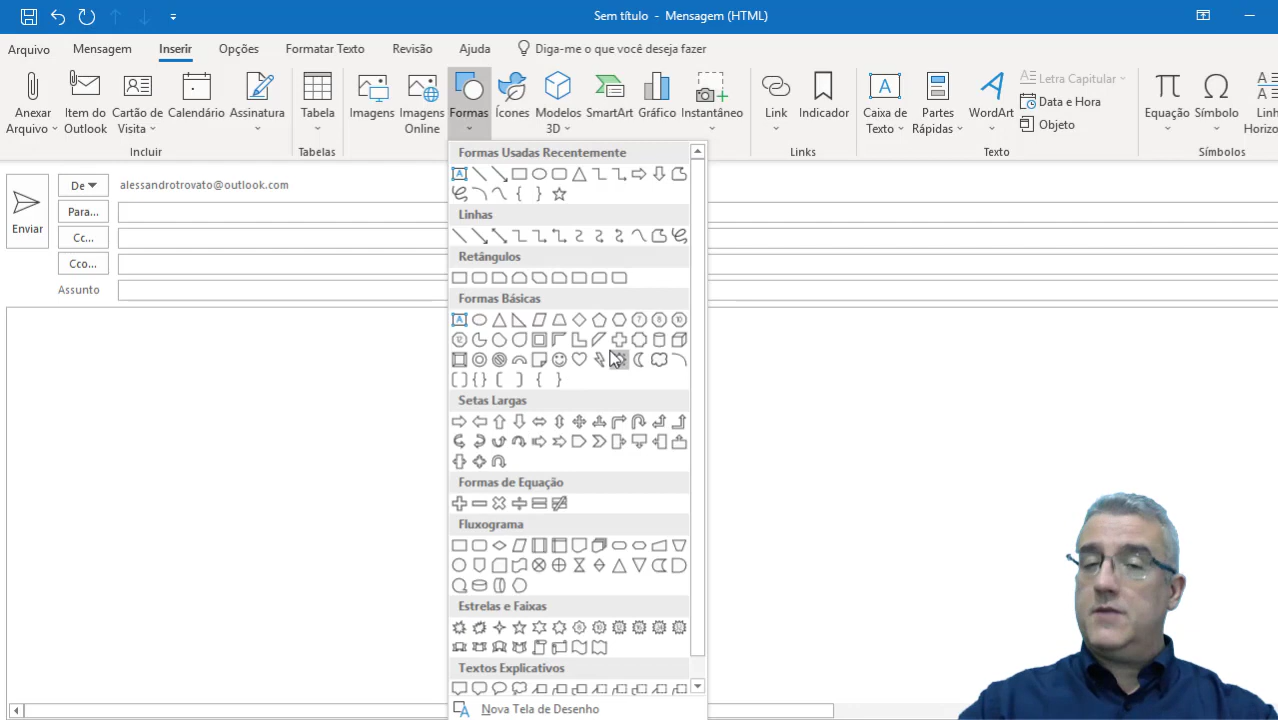 Sem título - Mensagem (HTML)
Arquivo Mensagem Inserir Opções Formatar Texto Revisão Ajuda Diga-me o que você deseja fazer
Anexar Arquivo Item do Outlook Cartão de Visita Calendário Assinatura Tabela Imagens Imagens Online Formas Ícones Modelos 3D SmartArt Gráfico Instantâneo Link Indicador Caixa de Texto Partes Rápidas WordArt Letra Capitular Equação Símbolo
Data e Hora
Objeto
Incluir Tabelas Links Texto Símbolos
De alessandrotrovato@outlook.com
Para...
Cc...
Cco...
Assunto
Enviar
Formas Usadas Recentemente
Linhas
Retângulos
Formas Básicas
Setas Largas
Formas de Equação
Fluxograma
Estrelas e Faixas
Textos Explicativos
Nova Tela de Desenho